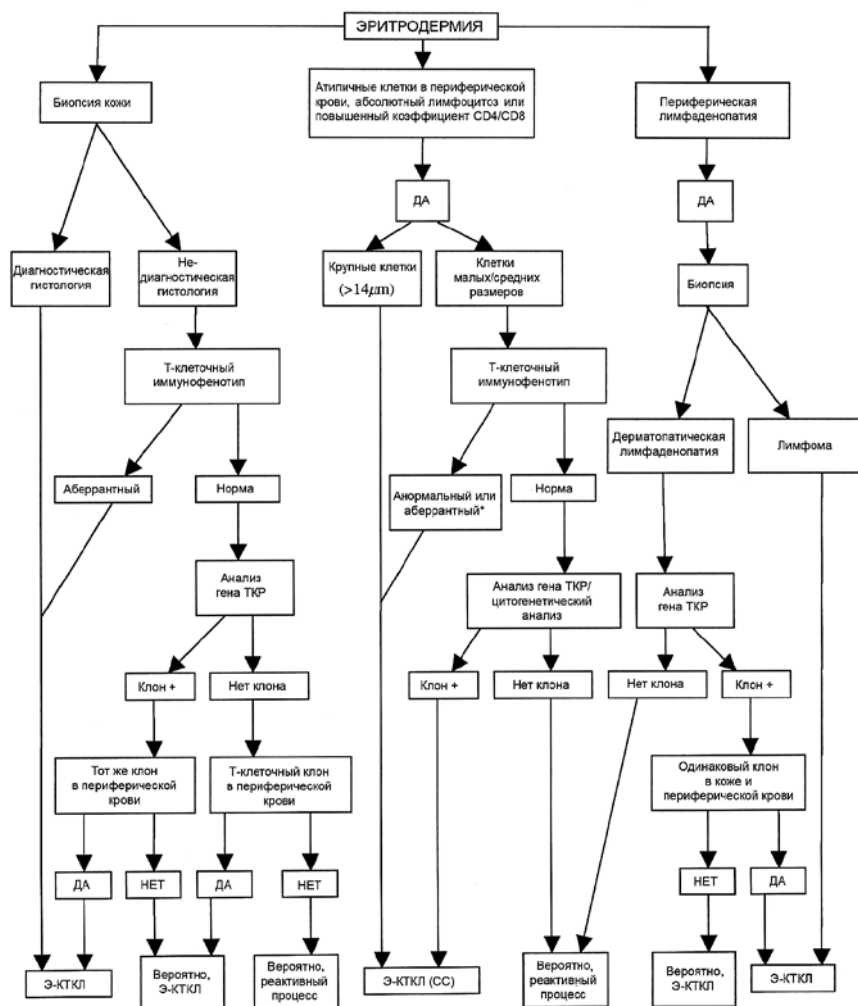 ЭРИТРОДЕРМИЯ
Биопсия кожи
Атипичные клетки в периферической
крови, абсолютный лимфоцитоз или
повышенный коэффициент CD4/CD8
Периферическая
лимфаденопатия
ДА
ДА
Диагностическая
гистология
Не-
диагностическая
гистология
Крупные клетки
(>14µm)
Клетки
малых/средних
размеров
Биопсия
Т-клеточный
иммунофенотип
Т-клеточный
иммунофенотип
Дерматопатическая
лимфаденопатия
Лимфома
Аберрантный
Норма
Анормальный или
аберрантный*
Норма
Анализ
гена ТКР
Анализ гена ТКР/
цитогенетический
анализ
Анализ
гена ТКР
Клон +
Нет клона
Клон +
Нет клона
Нет клона
Клон +
Тот же клон
в периферической
крови
Т-клеточный клон
в периферической
крови
Одинаковый клон
в коже и
периферической крови
ДА
НЕТ
ДА
НЕТ
НЕТ
ДА
Э-КТКЛ
Вероятно,
Э-КТКЛ
Вероятно,
реактивный
процесс
Э-КТКЛ (СС)
Вероятно,
реактивный
процесс
Вероятно,
Э-КТКЛ
Э-КТКЛ